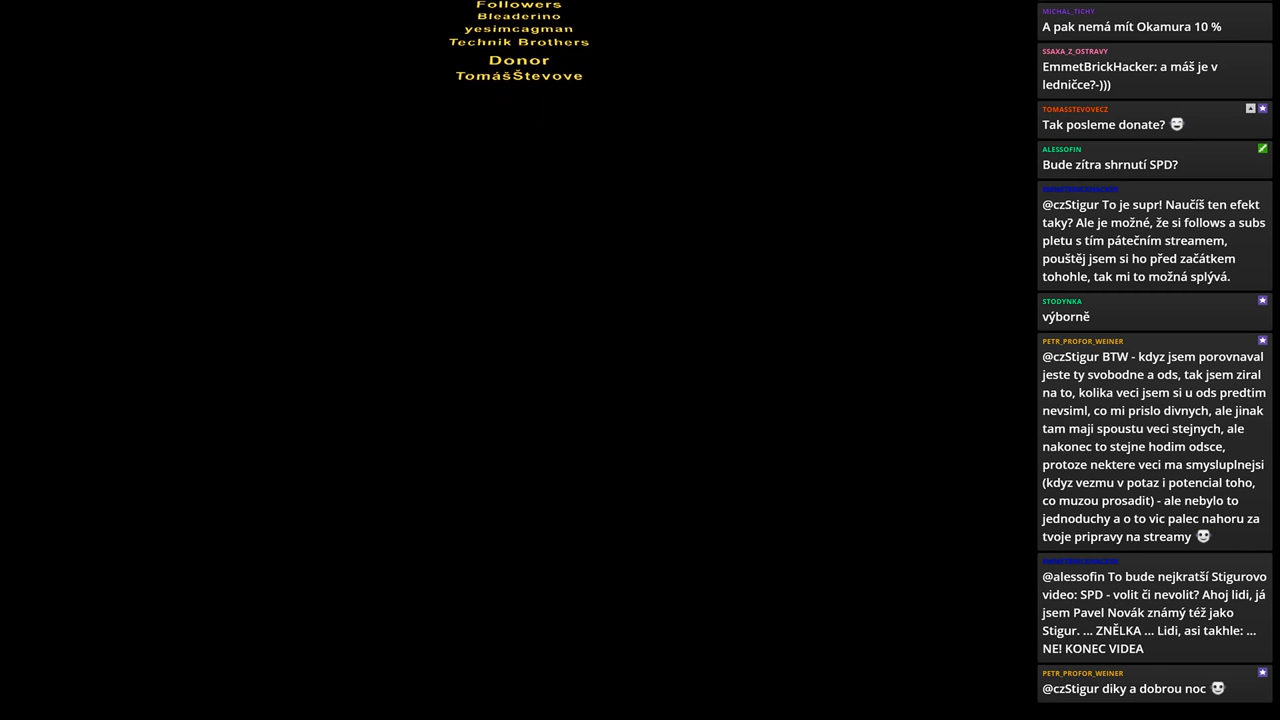 Followers
Bleaderino
yesimcagman
Technik Brothers
Donor
TomášŠtevove
MICHAL_TICHY
A pak nemá mít Okamura 10 %
SSAXA_Z_OSTRAVY
EmmetBrickHacker: a máš je v
ledničce?-)))
TOMASSTEVOVECZ
Tak posleme donate?
ALESSOFIN
Bude zítra shrnutí SPD?
@czStigur To je supr! Naučíš ten efekt
taky? Ale je možné, že si follows a subs
pletu s tím pátečním streamem,
pouštěj jsem si ho před začátkem
tohohle, tak mi to možná splývá.
STODYNKA
výborně
PETR_PROFOR_WEINER
@czStigur BTW - kdyz jsem porovnaval
jeste ty svobodne a ods, tak jsem ziral
na to, kolika veci jsem si u ods predtim
nevsiml, co mi prislo divnych, ale jinak
tam maji spoustu veci stejnych, ale
nakonec to stejne hodim odsce,
protoze nektere veci ma smysluplnejsi
(kdyz vezmu v potaz i potencial toho,
co muzou prosadit) - ale nebylo to
jednoduchy a o to vic palec nahoru za
tvoje pripravy na streamy
@alessofin To bude nejkratší Stigurovo
video: SPD - volit či nevolit? Ahoj lidi, já
jsem Pavel Novák známý též jako
Stigur. ... ZNĚLKA ... Lidi, asi takhle: ...
NE! KONEC VIDEA
PETR_PROFOR_WEINER
@czStigur diky a dobrou noc